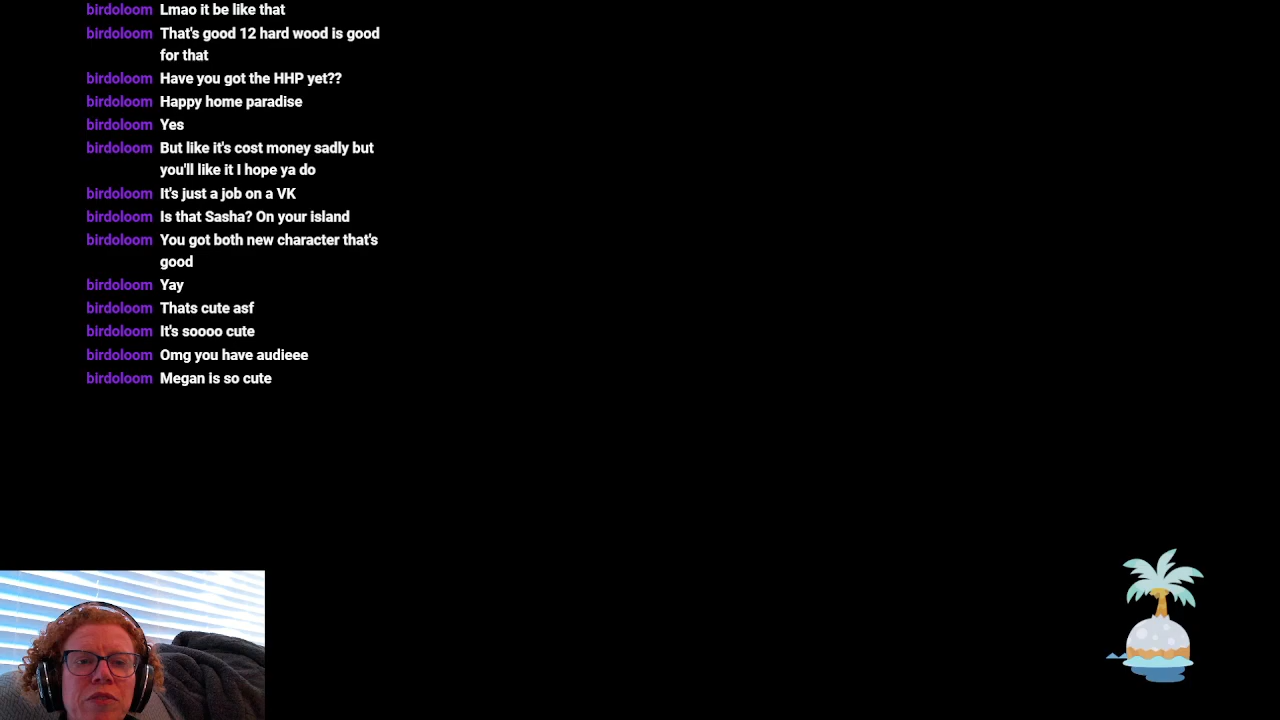 birdoloom Lmao it be like that
birdoloom That's good 12 hard wood is good
for that
birdoloom Have you got the HHP yet??
birdoloom Happy home paradise
birdoloom Yes
birdoloom But like it's cost money sadly but
you'll like it I hope ya do
birdoloom It's just a job on a VK
birdoloom Is that Sasha? On your island
birdoloom You got both new character that's
good
birdoloom Yay
birdoloom Thats cute asf
birdoloom It's soooo cute
birdoloom Omg you have audieee
birdoloom Megan is so cute